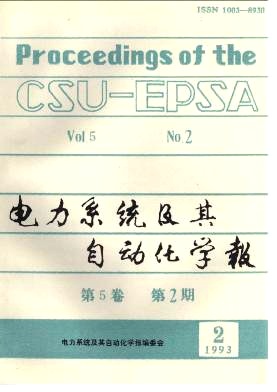 ISSN 1003-8930
Proceedings of the
CSU-EPSA
Vol 5 No.2
电力系统及其
自动化学报
第5卷 第2期
电力系统及其自动化学报编委会
2
1993